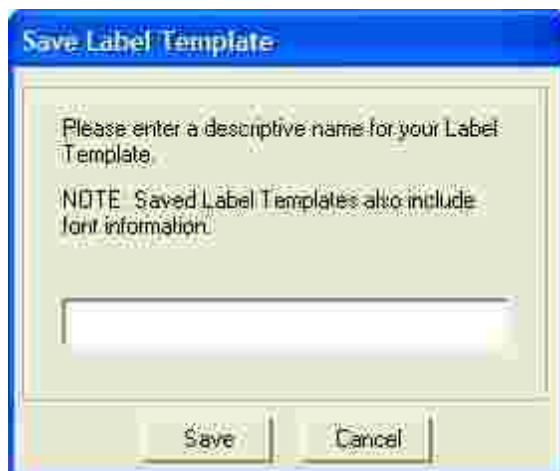 Save Label Template
Please enter a descriptive name for your Label
Template.
NOTE: Saved Label Templates also include
font information.
Save
Cancel